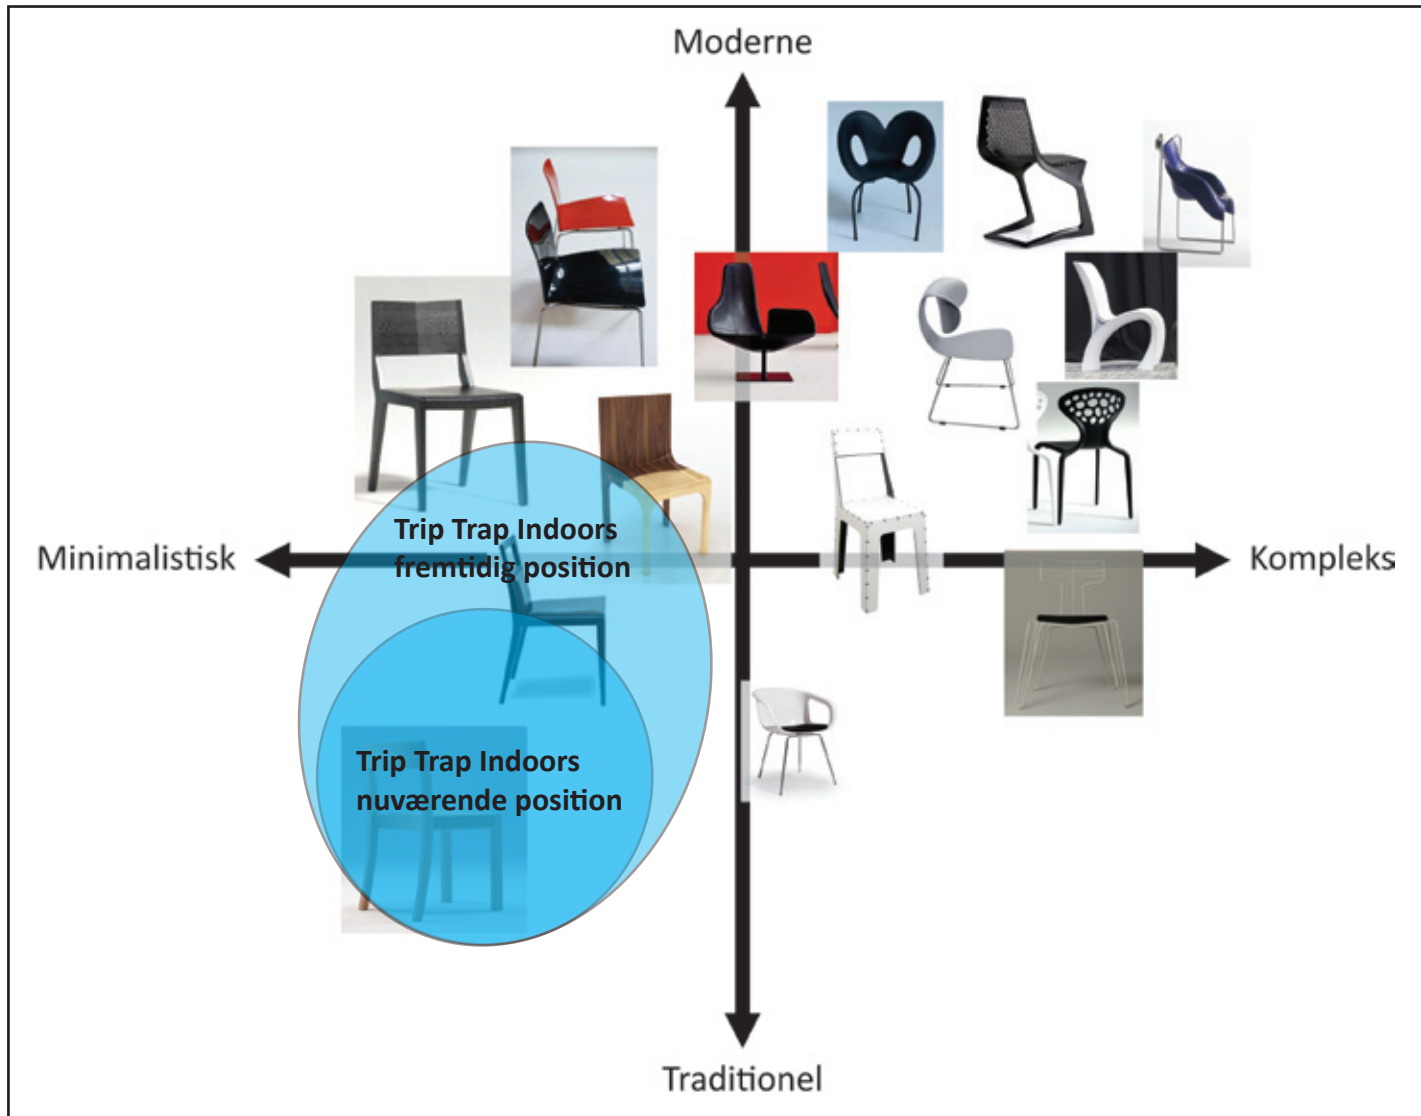 Moderne
Trip Trap Indoors
fremtidig position
Minimalistisk
Kompleks
Trip Trap Indoors
nuværende position
Traditionel